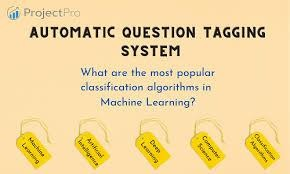 ProjectPro
AUTOMATIC QUESTION TAGGING
SYSTEM
What are the most popular
classification algorithms in
Machine Learning?
Machine
Learning
Artificial
Intelligence
Deep
Learning
Computer
Science
Classification
Algorithms